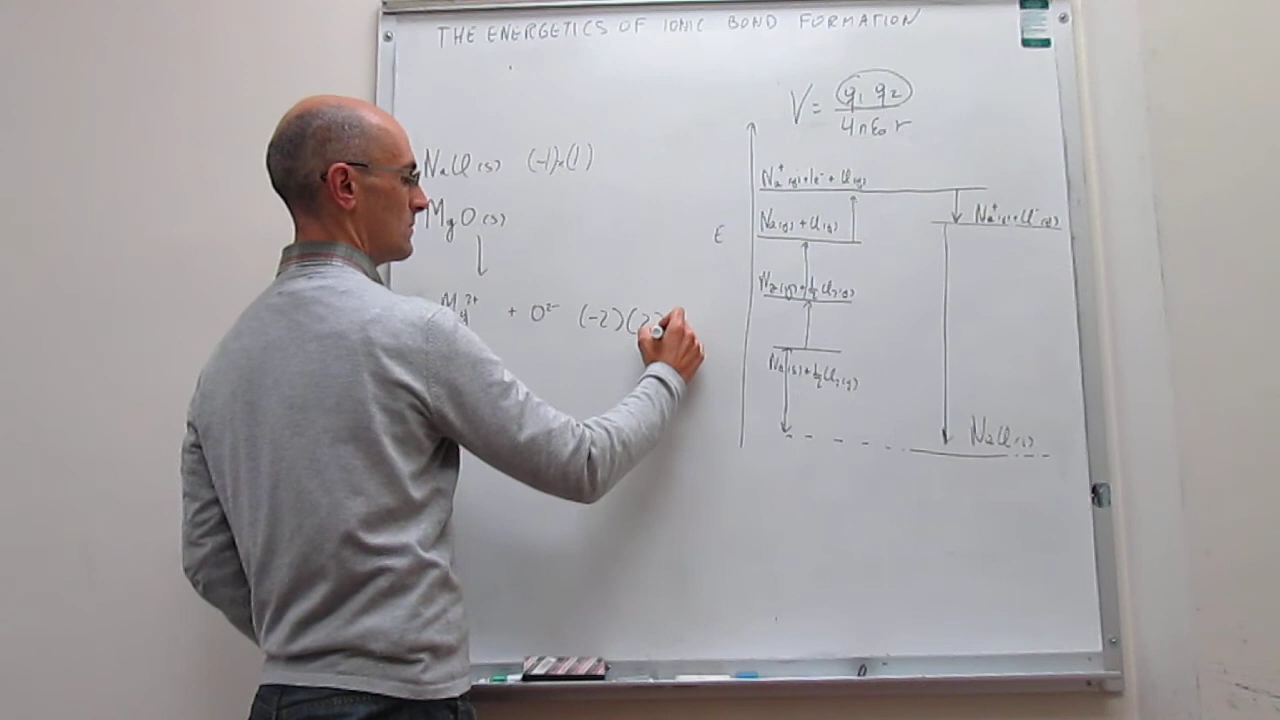 THE ENERGETICS OF IONIC BOND FORMATION
NaCl(s) (-1)x(1)
MgO(s)
Mg²⁺ + O²⁻ (-2)(2)
V = q₁ q₂
4πε₀ r
E
Na⁺(g) + e⁻ + Cl(g)
Na⁺(g) + Cl⁻(g)
Na(g) + Cl(g)
Na(g) + ½Cl₂(g)
Na(s) + ½Cl₂(g)
NaCl(s)